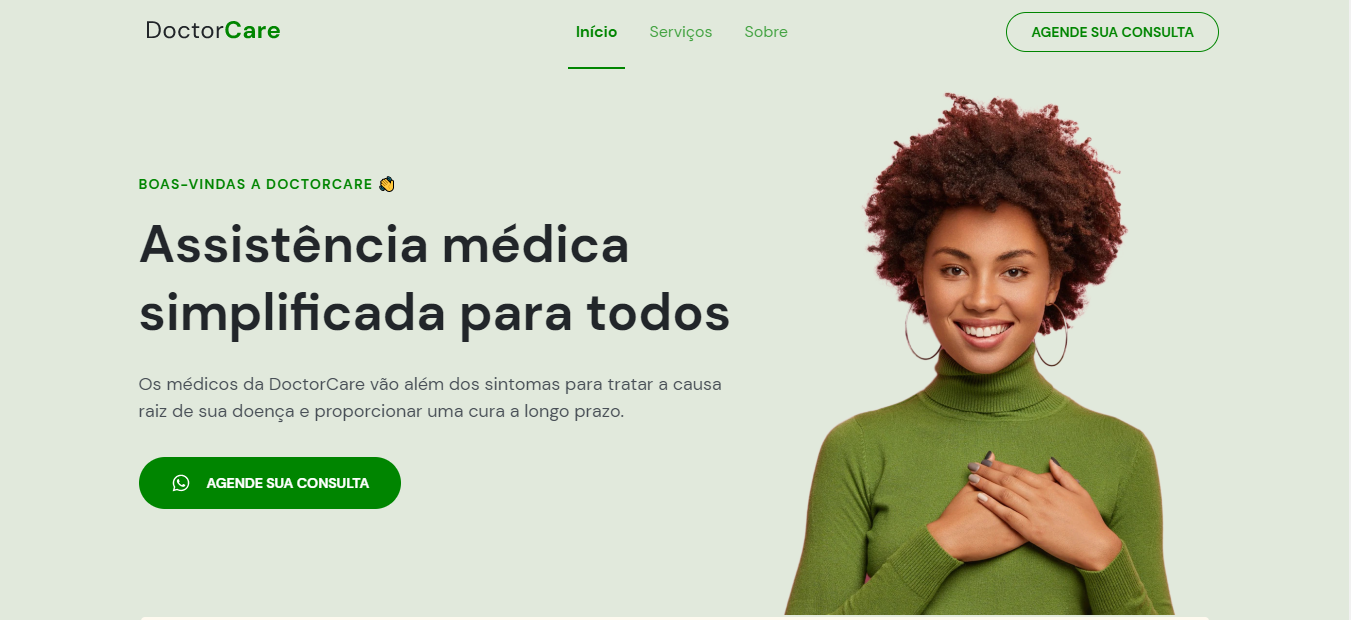 DoctorCare
Início
Serviços
Sobre
AGENDE SUA CONSULTA
BOAS-VINDAS A DOCTORCARE 👋
Assistência médica
simplificada para todos
Os médicos da DoctorCare vão além dos sintomas para tratar a causa
raiz de sua doença e proporcionar uma cura a longo prazo.
AGENDE SUA CONSULTA